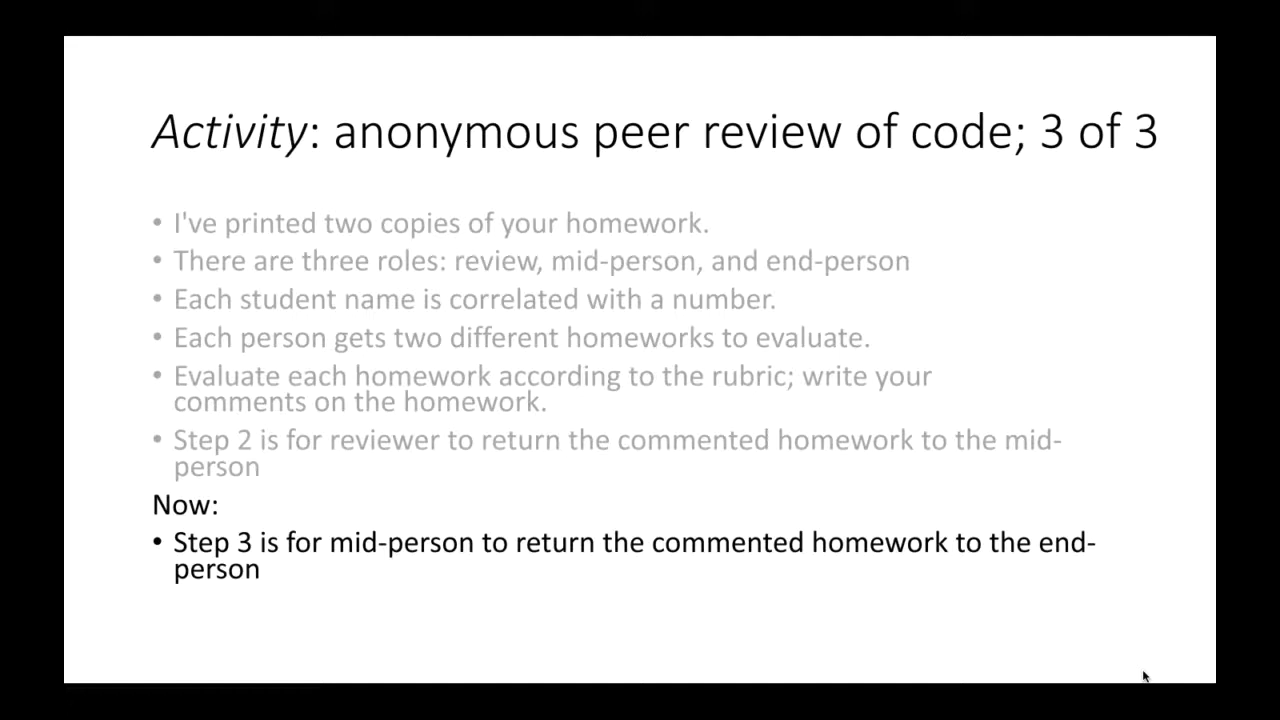 Activity: anonymous peer review of code; 3 of 3
• I've printed two copies of your homework.
• There are three roles: review, mid-person, and end-person
• Each student name is correlated with a number.
• Each person gets two different homeworks to evaluate.
• Evaluate each homework according to the rubric; write your
comments on the homework.
• Step 2 is for reviewer to return the commented homework to the mid-
person
Now:
• Step 3 is for mid-person to return the commented homework to the end-
person